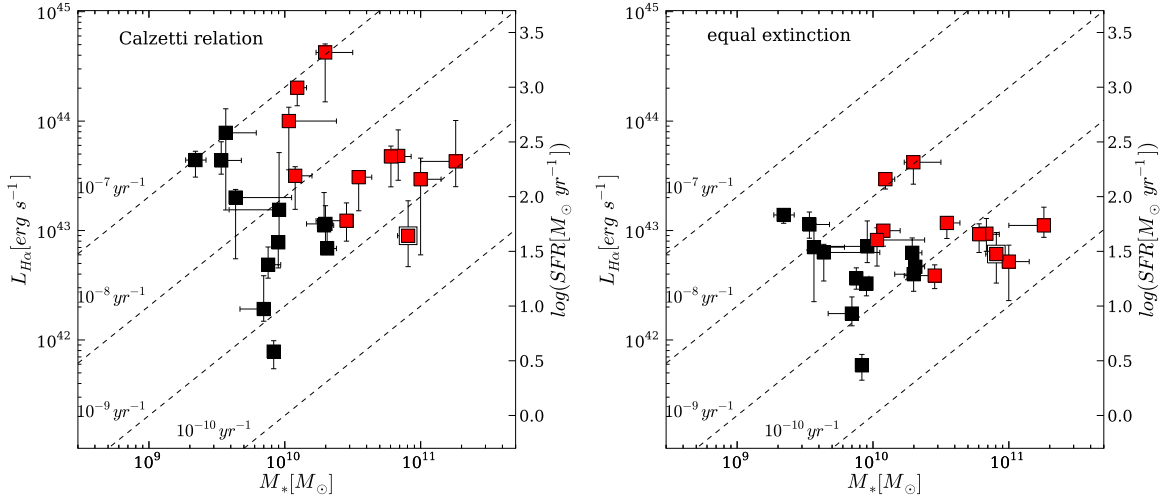 Calzetti relation
10^45
10^44
10^43
10^42
L_{Hα}[erg s^{-1}]
10^{-7} yr^{-1}
10^{-8} yr^{-1}
10^{-9} yr^{-1}
10^{-10} yr^{-1}
3.5
3.0
2.5
2.0
1.5
1.0
0.5
0.0
log(SFR[M_⊙ yr^{-1}])
10^9
10^10
10^11
M_*[M_⊙]
equal extinction
10^45
10^44
10^43
10^42
L_{Hα}[erg s^{-1}]
10^{-7} yr^{-1}
10^{-8} yr^{-1}
10^{-9} yr^{-1}
10^{-10} yr^{-1}
3.5
3.0
2.5
2.0
1.5
1.0
0.5
0.0
log(SFR[M_⊙ yr^{-1}])
10^9
10^10
10^11
M_*[M_⊙]